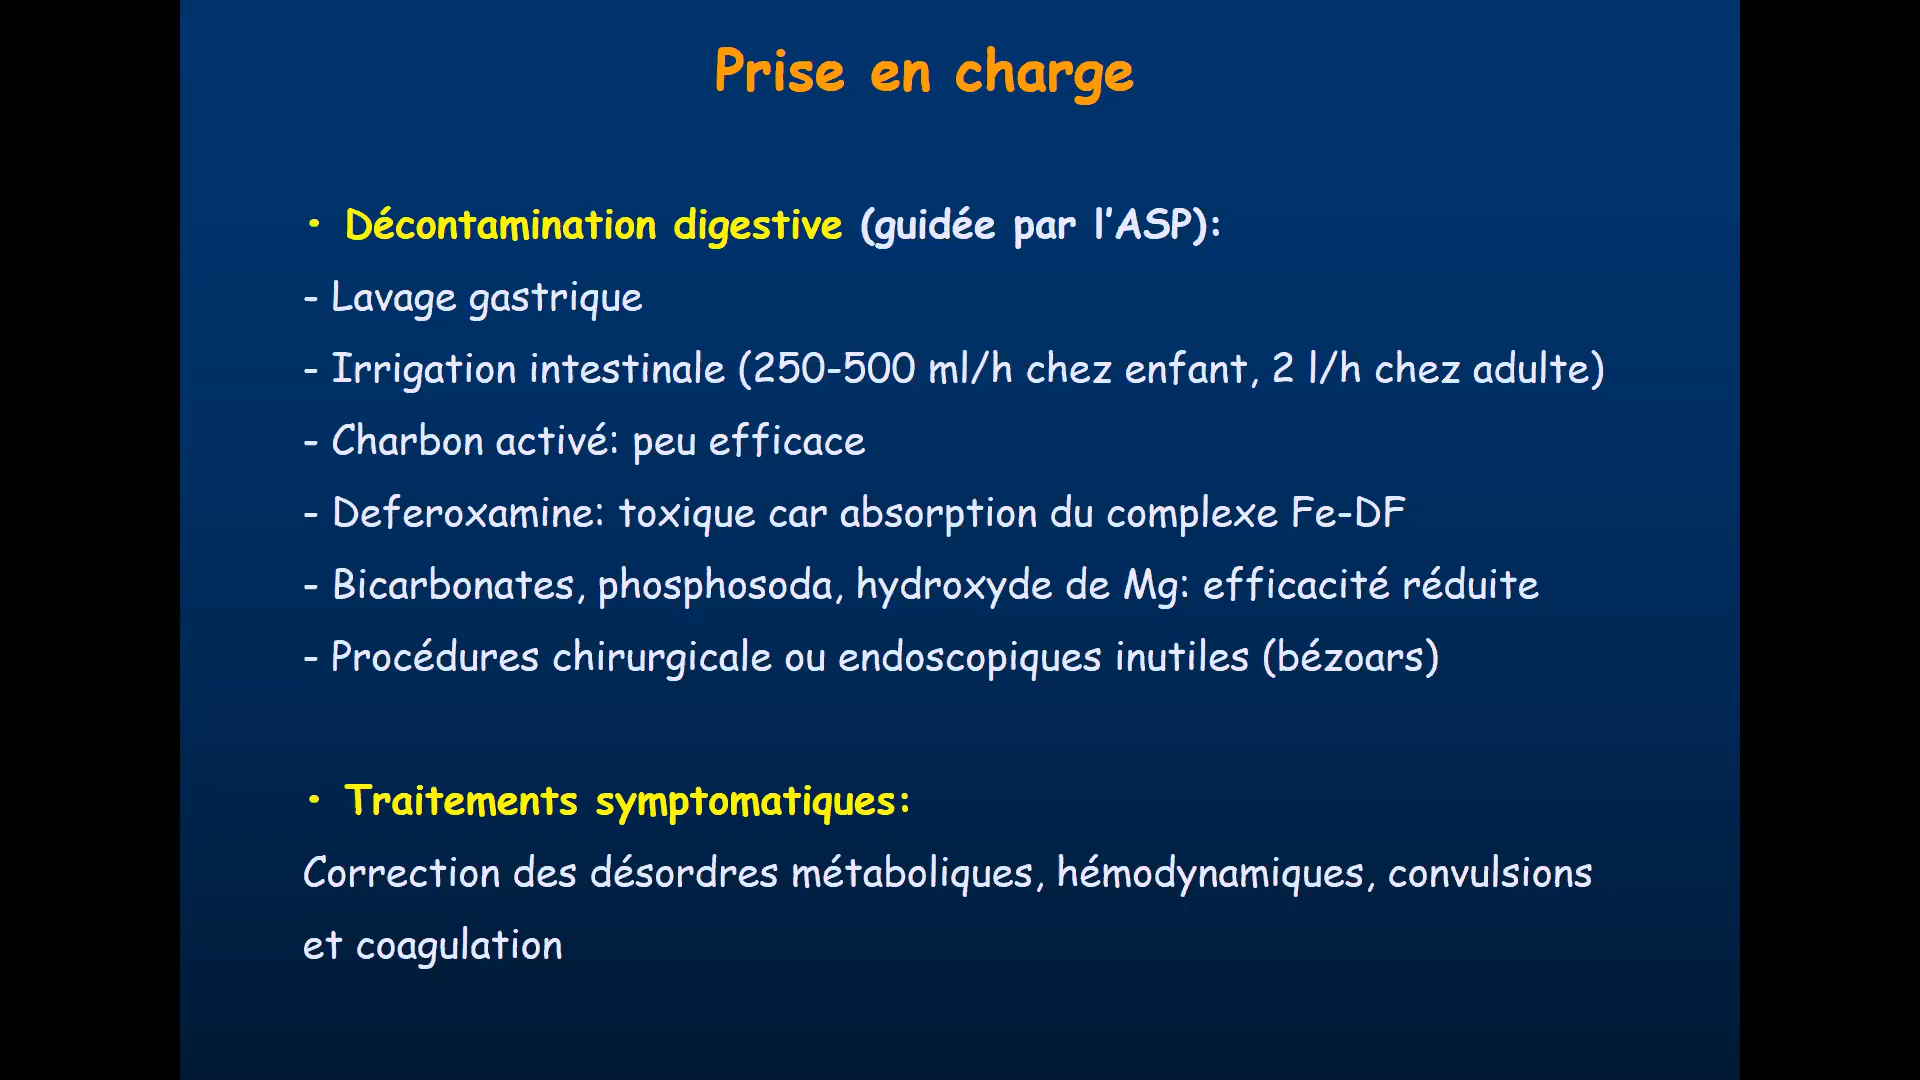 Prise en charge
• Décontamination digestive (guidée par l'ASP):
- Lavage gastrique
- Irrigation intestinale (250-500 ml/h chez enfant, 2 l/h chez adulte)
- Charbon activé: peu efficace
- Deferoxamine: toxique car absorption du complexe Fe-DF
- Bicarbonates, phosphosoda, hydroxyde de Mg: efficacité réduite
- Procédures chirurgicale ou endoscopiques inutiles (bézoars)
• Traitements symptomatiques:
Correction des désordres métaboliques, hémodynamiques, convulsions
et coagulation